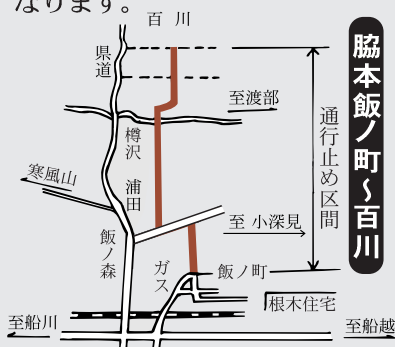 なります。
脇本飯ノ町～百川
百川
県道
至渡部
通行止め区間
樽沢
浦田
寒風山
飯ノ森
至 小深見
ガス
飯ノ町
根木住宅
至船川
至船越